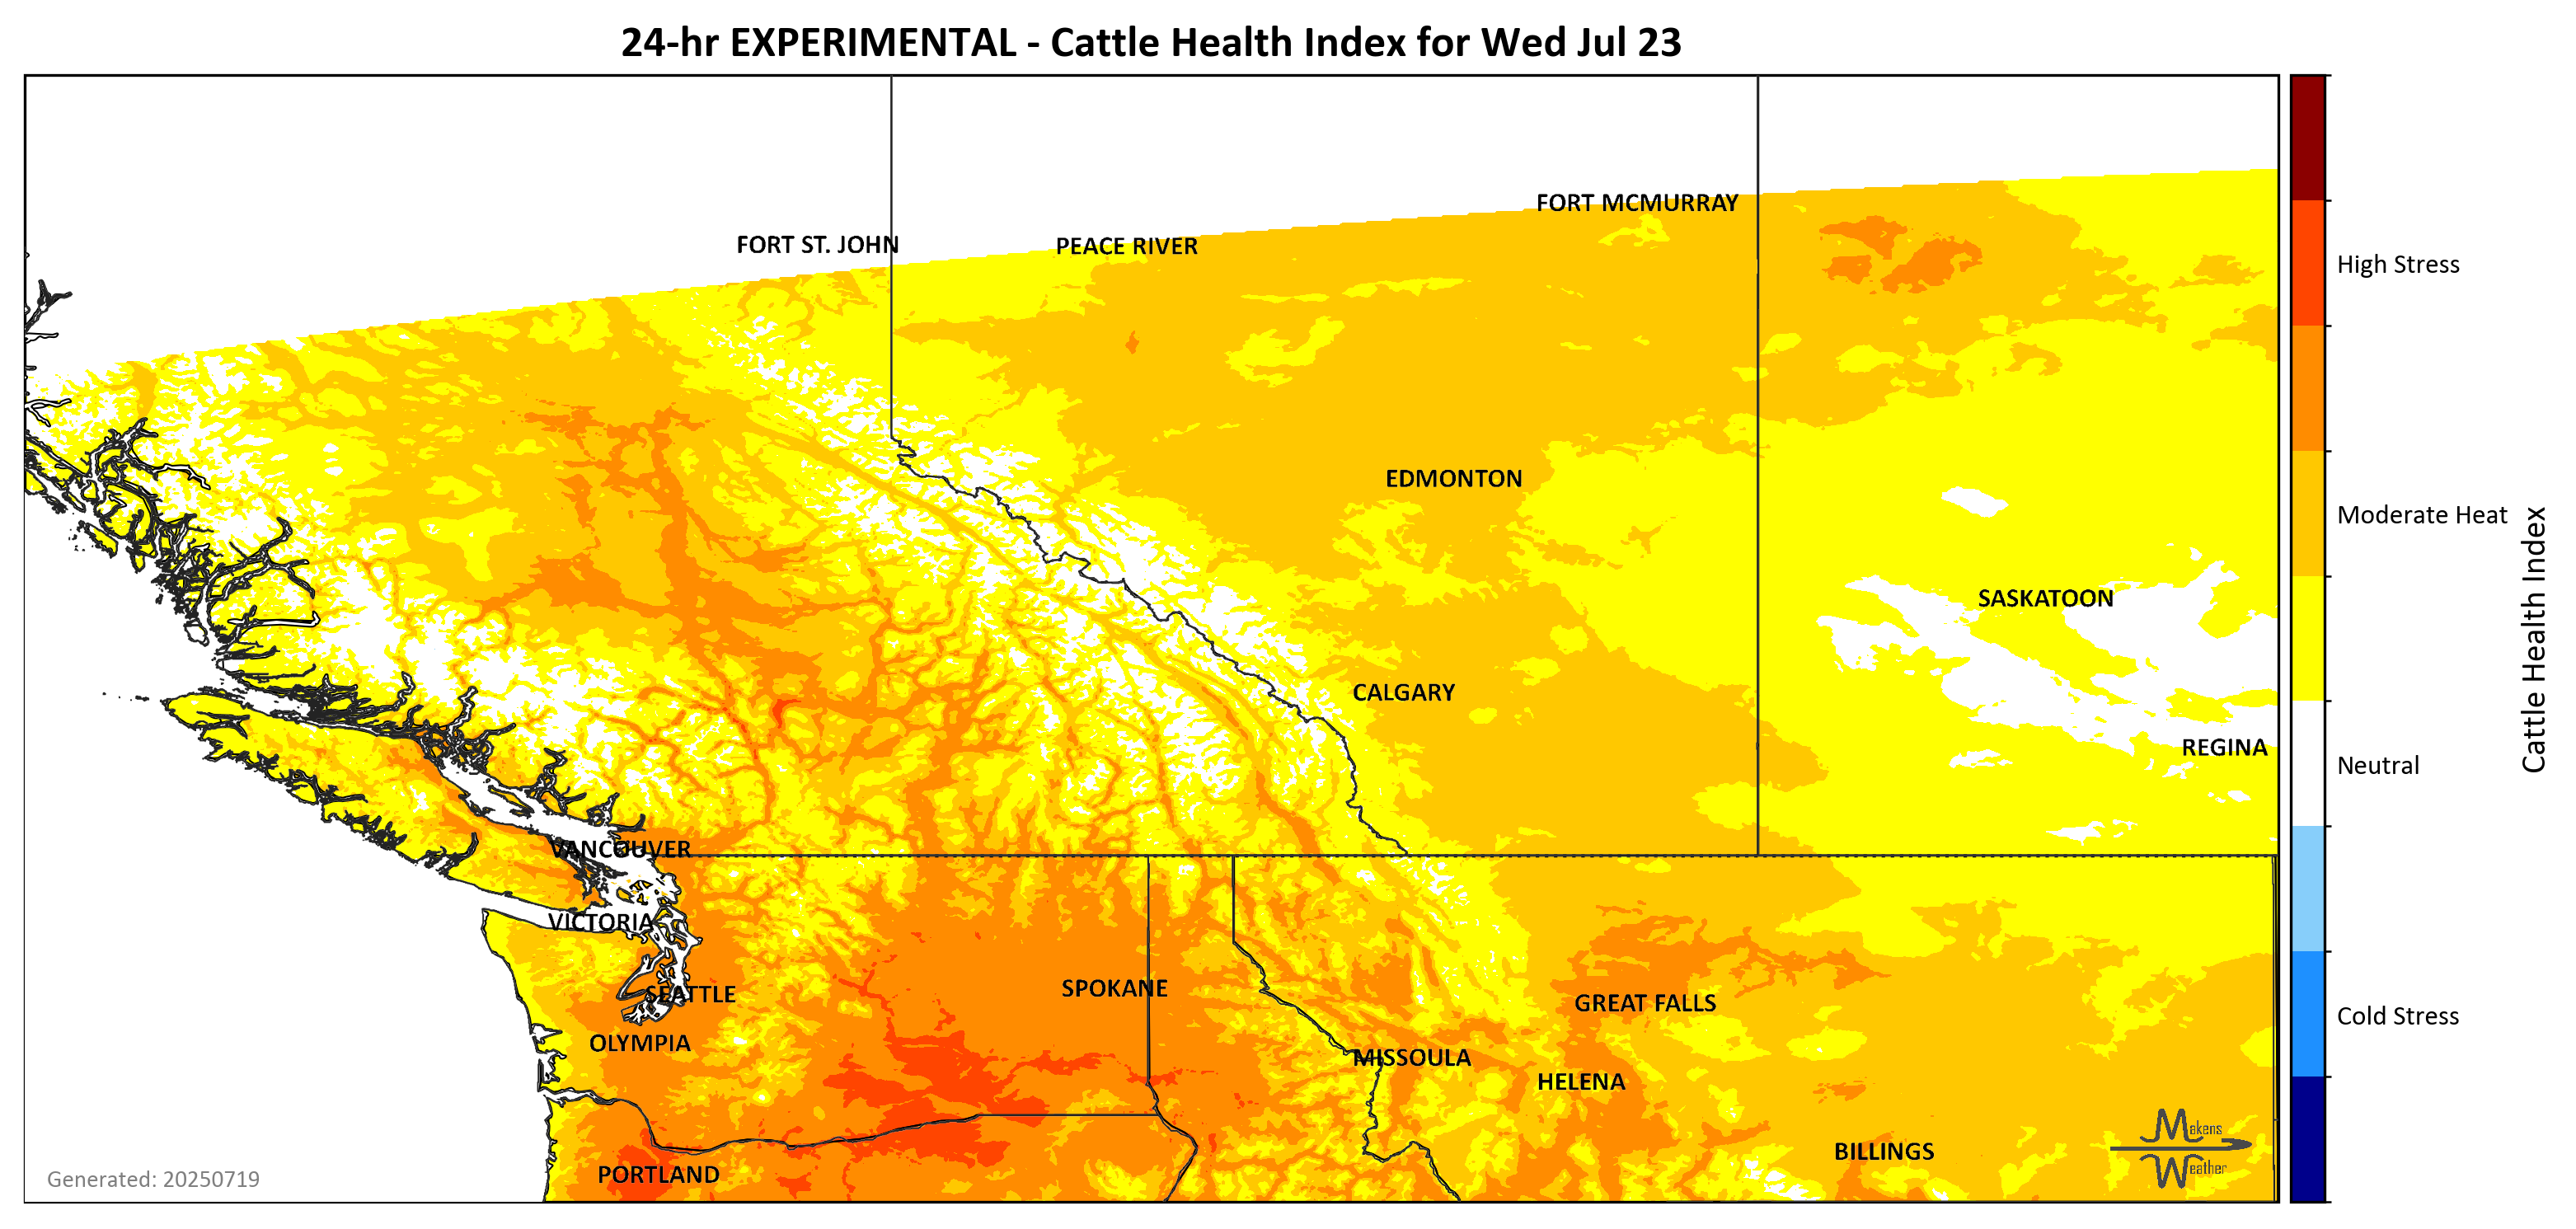 24-hr EXPERIMENTAL - Cattle Health Index for Wed Jul 23
FORT MCMURRAY
FORT ST. JOHN
PEACE RIVER
High Stress
EDMONTON
Moderate Heat
SASKATOON
CALGARY
Cattle Health Index
REGINA
Neutral
VANCOUVER
VICTORIA
SEATTLE
SPOKANE
GREAT FALLS
Cold Stress
OLYMPIA
MISSOULA
HELENA
Makens
Weather
BILLINGS
PORTLAND
Generated: 20250719